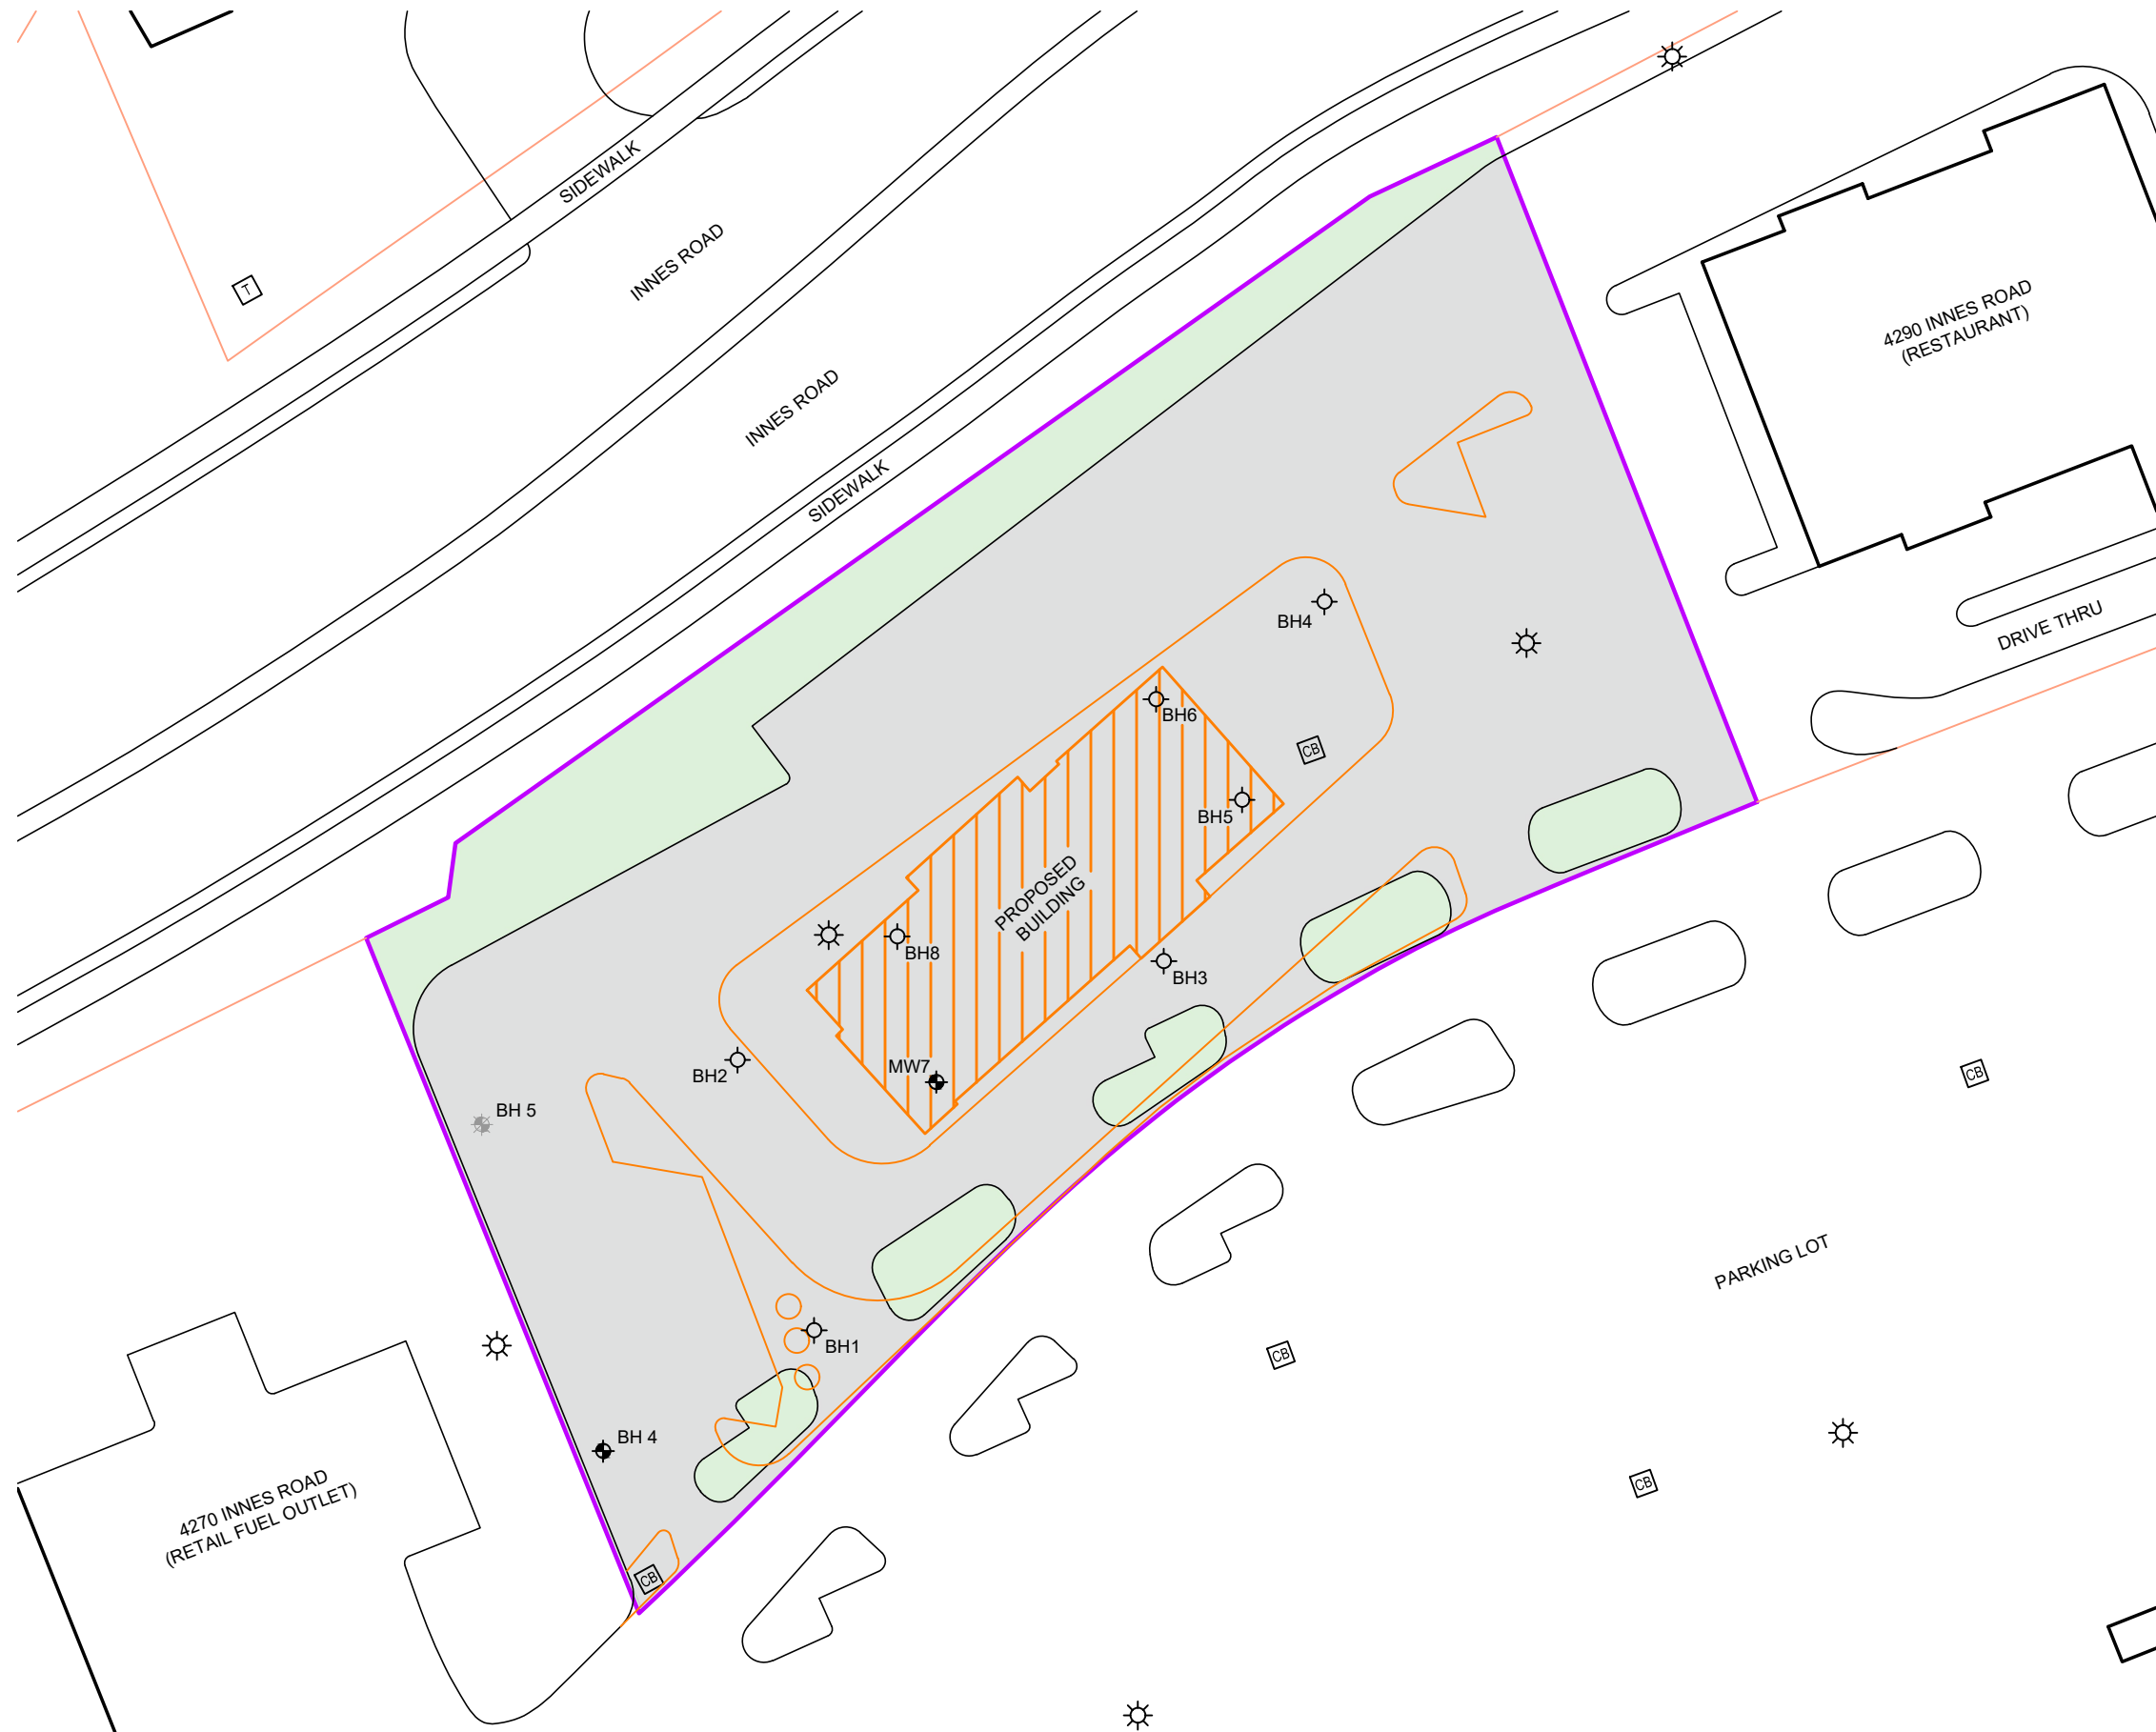 SIDEWALK
INNES ROAD
T
4290 INNES ROAD
(RESTAURANT)
INNES ROAD
SIDEWALK
BH4
DRIVE THRU
BH6
CB
BH5
PROPOSED
BUILDING
BH8
BH3
MW7
BH2
CB
BH 5
PARKING LOT
BH1
CB
BH 4
CB
4270 INNES ROAD
(RETAIL FUEL OUTLET)
CB